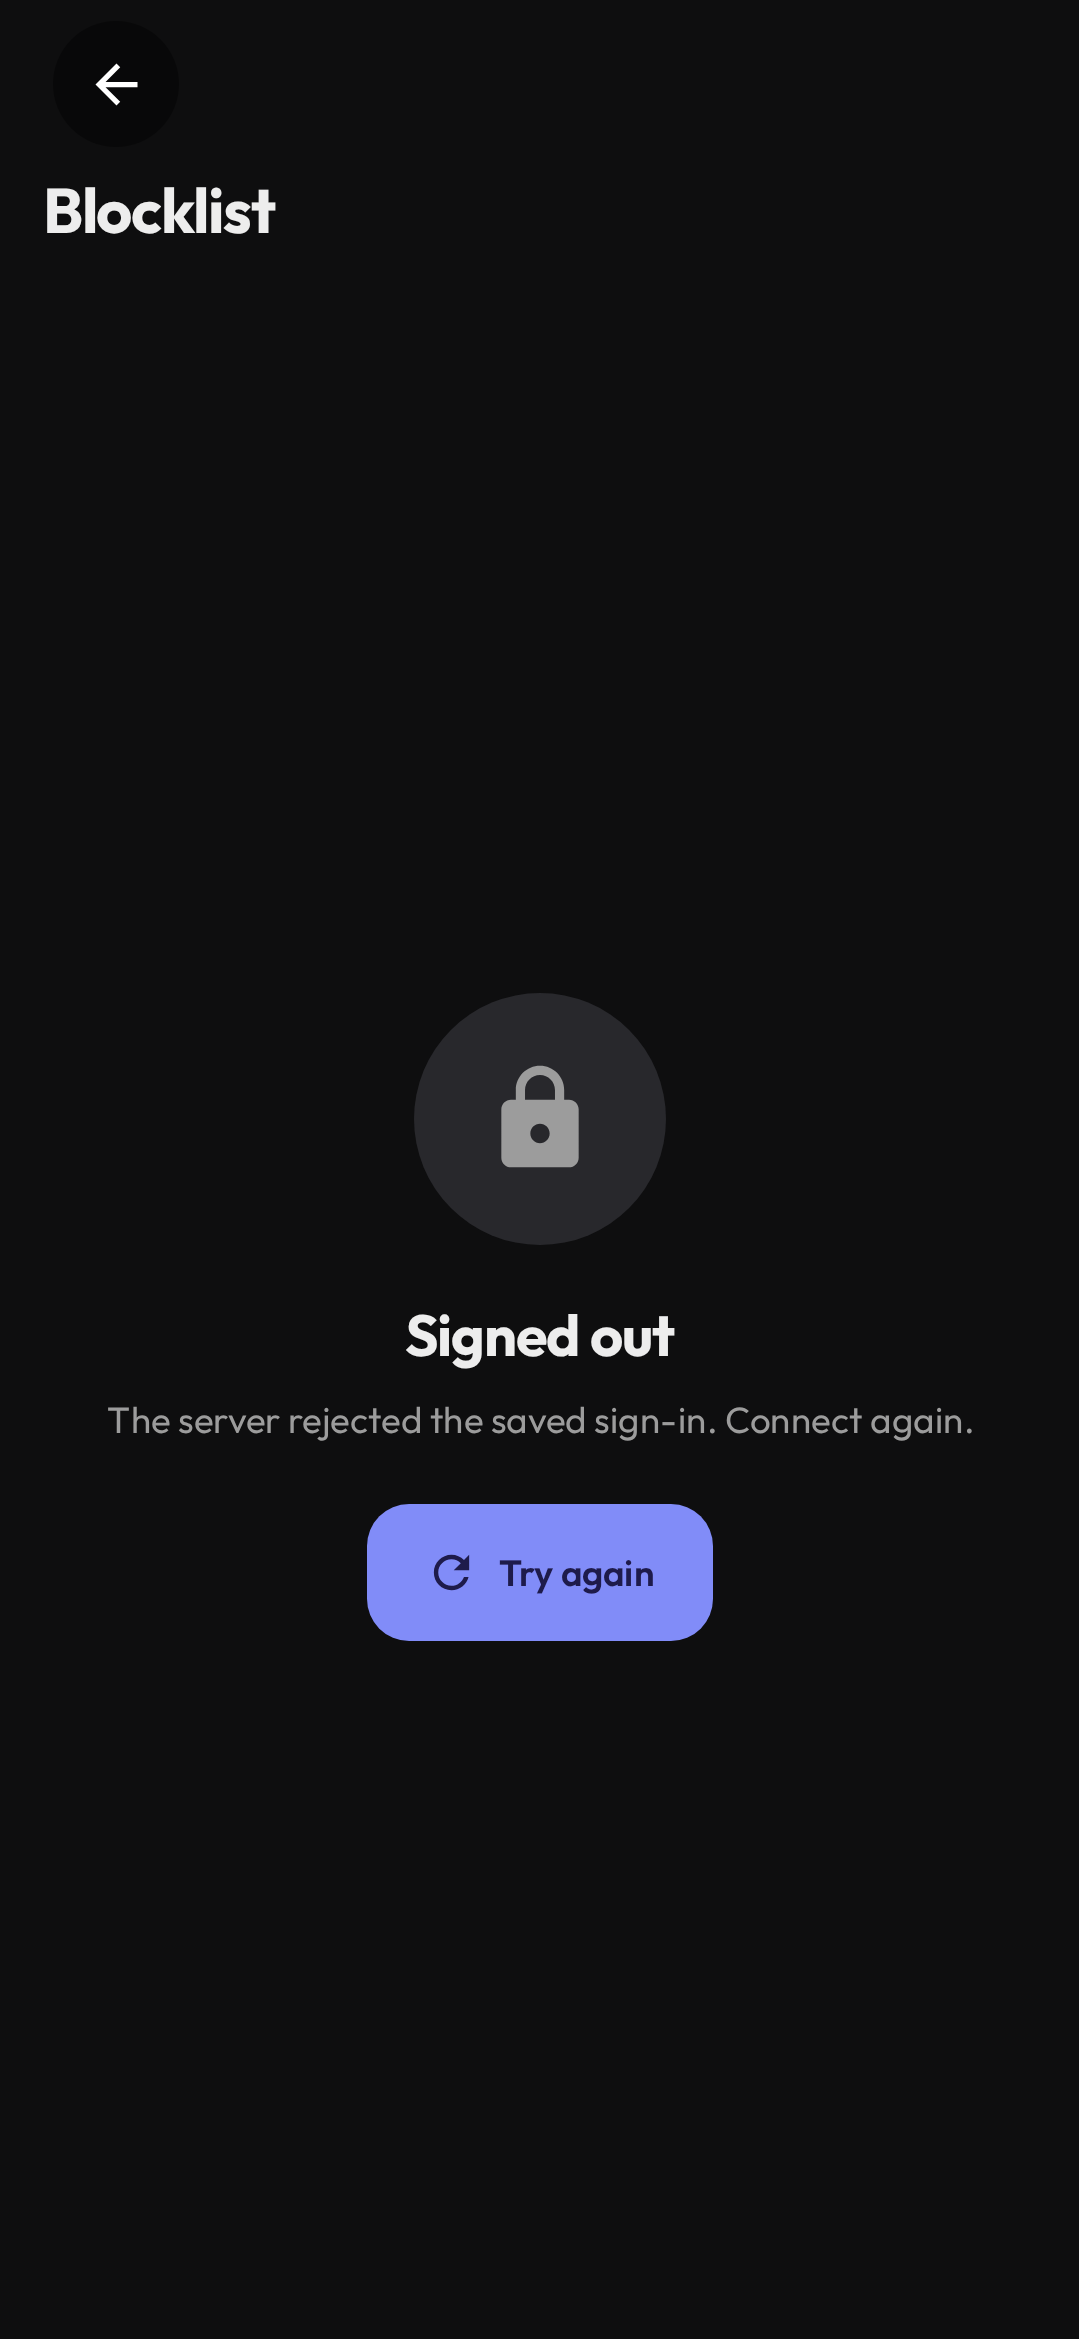 Blocklist
Signed out
The server rejected the saved sign-in. Connect again.
Try again